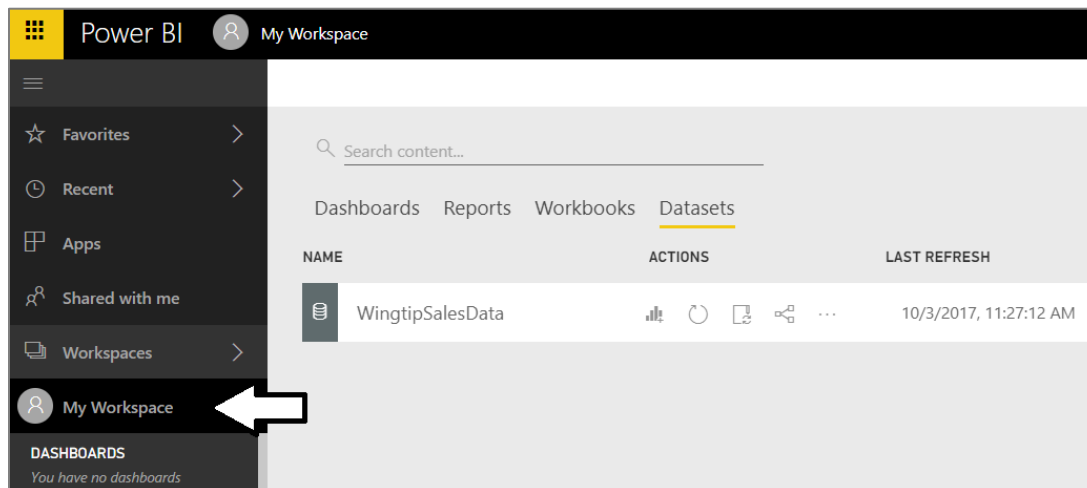 Power BI My Workspace
Favorites
Recent
Apps
Shared with me
Workspaces
My Workspace
DASHBOARDS
You have no dashboards
Search content...
Dashboards Reports Workbooks Datasets
NAME ACTIONS LAST REFRESH
WingtipSalesData ... 10/3/2017, 11:27:12 AM